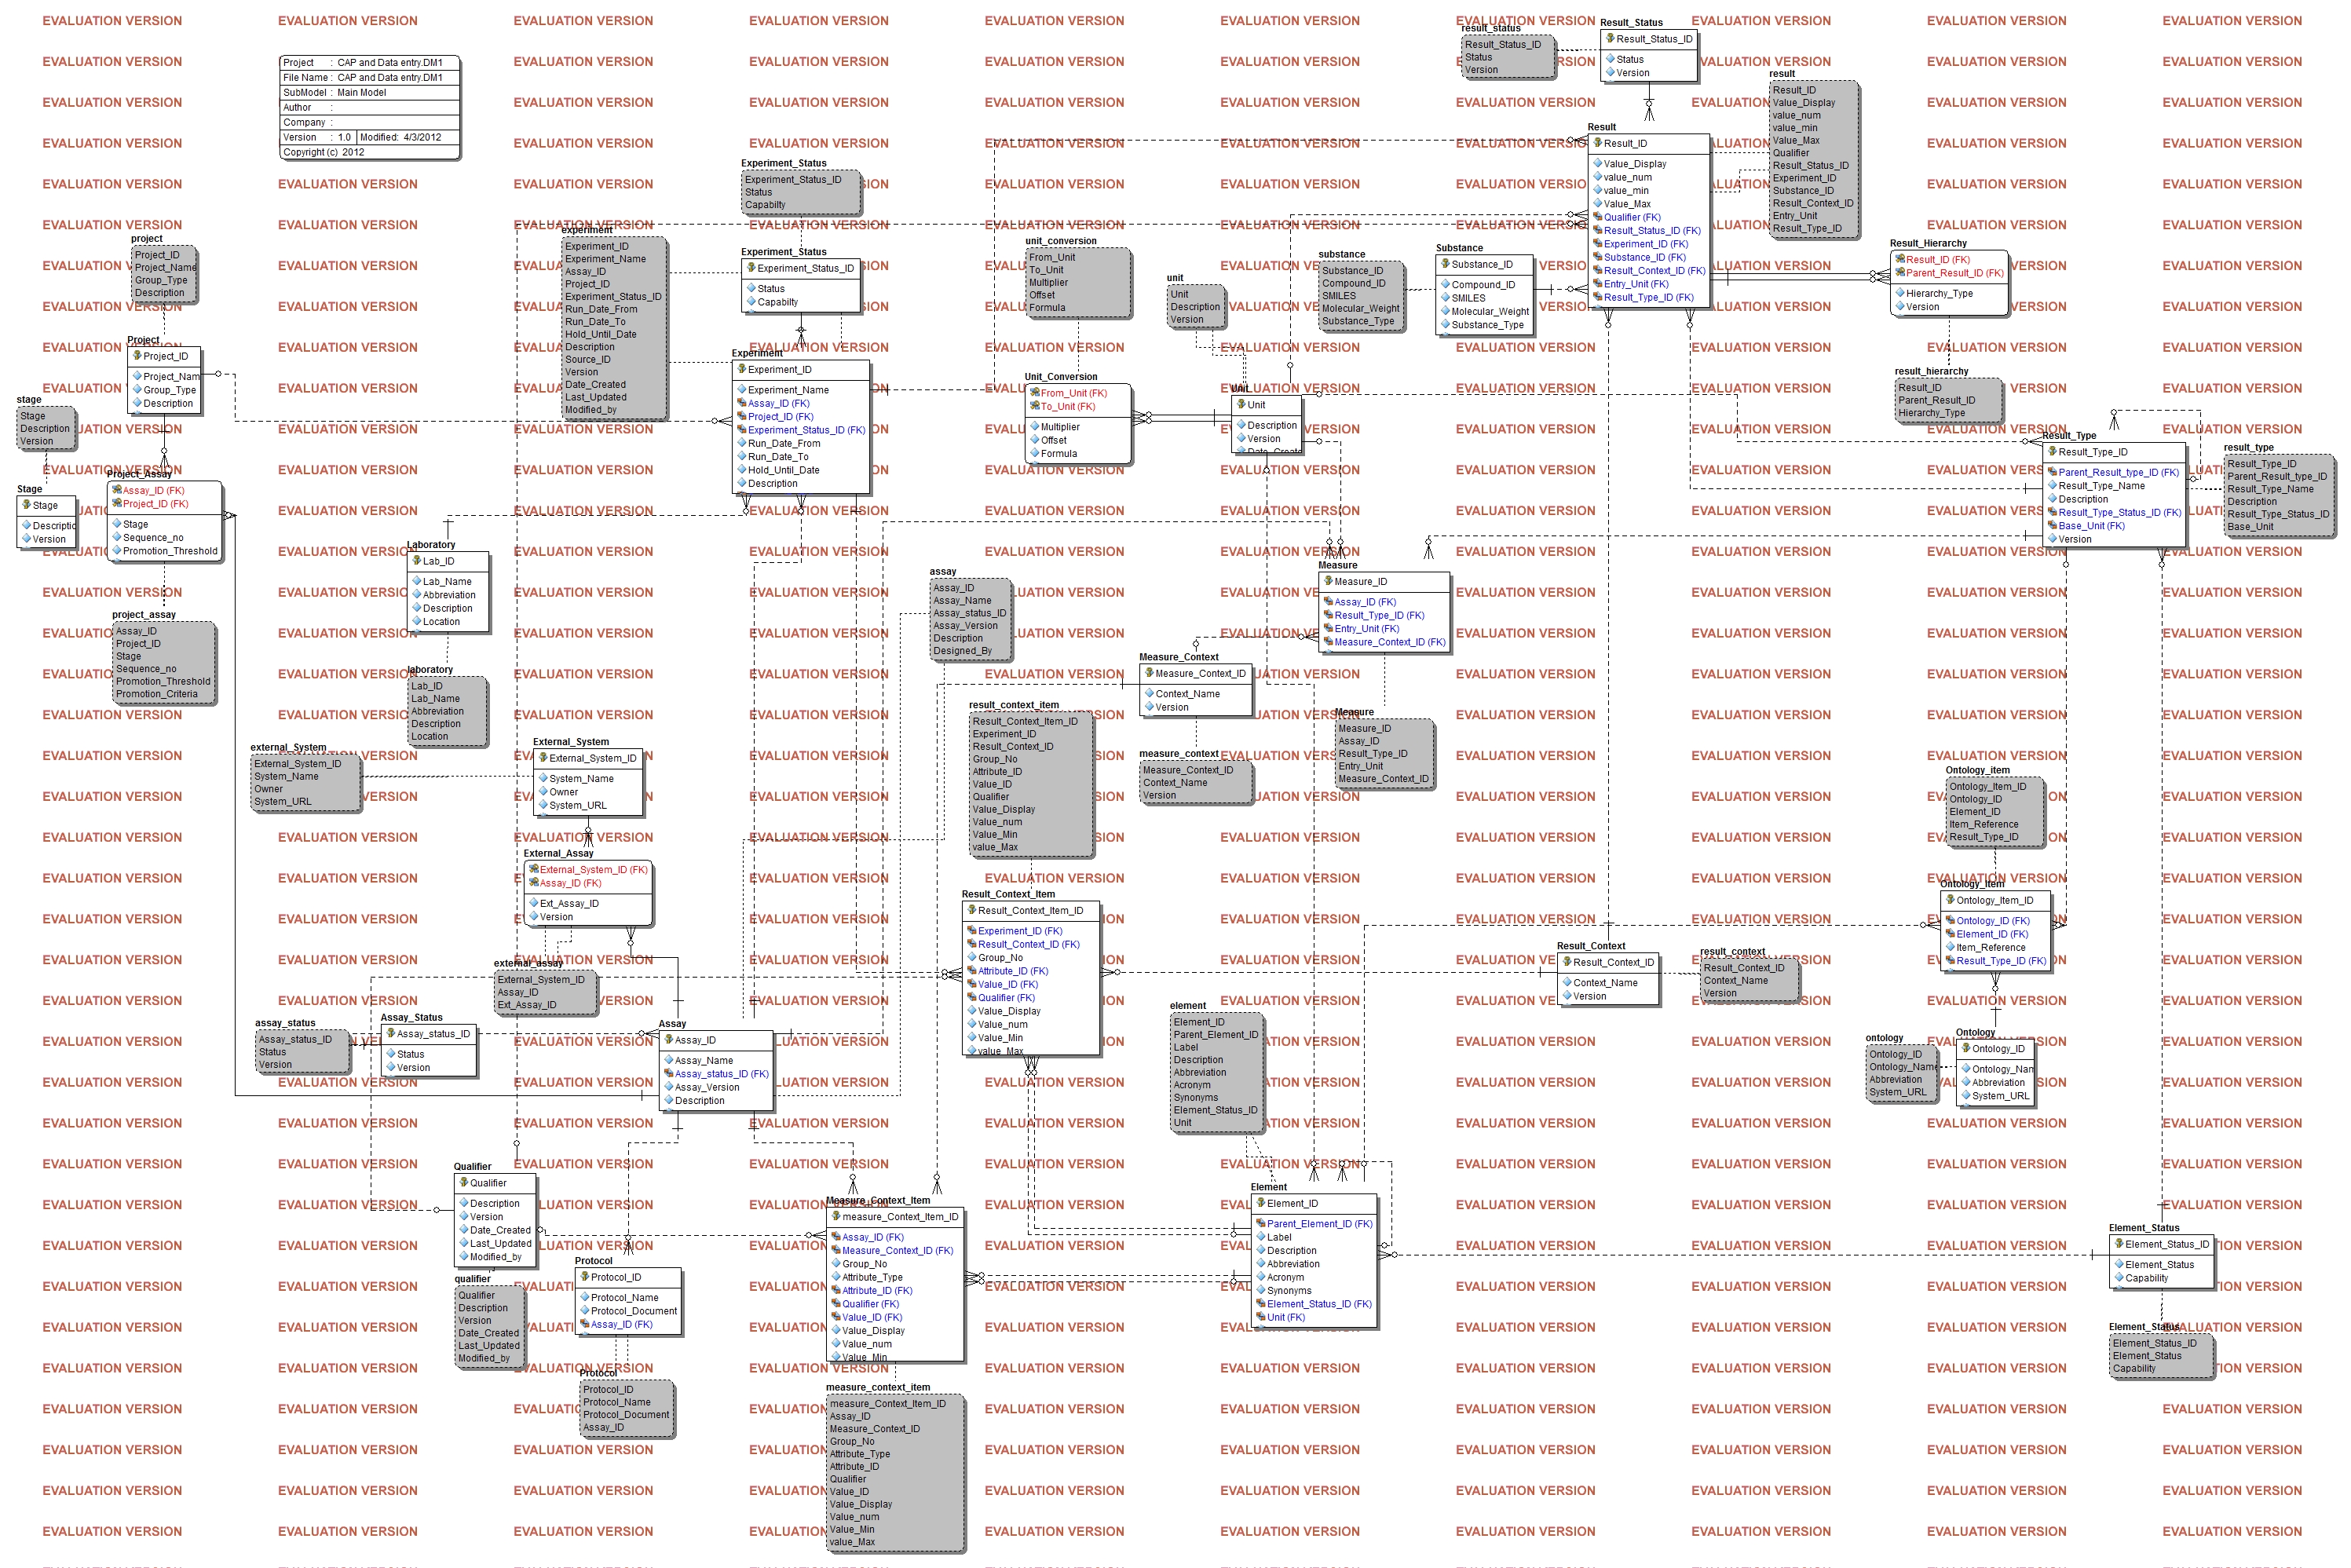 EVALUATION VERSION
Project : CAP and Data entry.DM1
File Name : CAP and Data entry.DM1
SubModel : Main Model
Author :
Company :
Version : 1.0 Modified: 4/3/2012
Copyright (c) 2012
result_status
Result_Status_ID
Status
Version
Result_Status
Result_Status_ID
Status
Version
result
Result_ID
Value_Display
value_num
value_min
Value_Max
Qualifier
Result_Status_ID
Experiment_ID
Substance_ID
Result_Context_ID
Entry_Unit
Result_Type_ID
Result
Result_ID
Value_Display
value_num
value_min
Value_Max
Qualifier (FK)
Result_Status_ID (FK)
Experiment_ID (FK)
Substance_ID (FK)
Result_Context_ID (FK)
Entry_Unit (FK)
Result_Type_ID (FK)
Experiment_Status
Experiment_Status_ID
Status
Capabilty
experiment
Experiment_ID
Experiment_Name
Assay_ID
Project_ID
Experiment_Status_ID
Run_Date_From
Run_Date_To
Hold_Until_Date
Description
Source_ID
Version
Date_Created
Last_Updated
Modified_by
Experiment_Status
Experiment_Status_ID
Status
Capabilty
Experiment
Experiment_ID
Experiment_Name
Assay_ID (FK)
Project_ID (FK)
Experiment_Status_ID (FK)
Run_Date_From
Run_Date_To
Hold_Until_Date
Description
unit_conversion
From_Unit
To_Unit
Multiplier
Offset
Formula
Unit_Conversion
From_Unit (FK)
To_Unit (FK)
Multiplier
Offset
Formula
unit
Unit
Description
Version
Unit
Unit
Description
Version
substance
Substance_ID
Compound_ID
SMILES
Molecular_Weight
Substance_Type
Substance
Substance_ID
Compound_ID
SMILES
Molecular_Weight
Substance_Type
Result_Hierarchy
Result_ID (FK)
Parent_Result_ID (FK)
Hierarchy_Type
Version
result_hierarchy
Result_ID
Parent_Result_ID
Hierarchy_Type
Result_Type
Result_Type_ID
Parent_Result_type_ID (FK)
Result_Type_Name
Description
Result_Type_Status_ID (FK)
Base_Unit (FK)
Version
result_type
Result_Type_ID
Parent_Result_type_ID
Result_Type_Name
Description
Result_Type_Status_ID
Base_Unit
project
Project_ID
Project_Name
Group_Type
Description
Project
Project_ID
Project_Nam
Group_Type
Description
stage
Stage
Description
Version
Stage
Stage
Descriptic
Version
Project_Assay
Assay_ID (FK)
Project_ID (FK)
Stage
Sequence_no
Promotion_Threshold
project_assay
Assay_ID
Project_ID
Stage
Sequence_no
Promotion_Threshold
Promotion_Criteria
Laboratory
Lab_ID
Lab_Name
Abbreviation
Description
Location
laboratory
Lab_ID
Lab_Name
Abbreviation
Description
Location
assay
Assay_ID
Assay_Name
Assay_status_ID
Assay_Version
Description
Designed_By
Measure
Measure_ID
Assay_ID (FK)
Result_Type_ID (FK)
Entry_Unit (FK)
Measure_Context_ID (FK)
Measure_Context
Measure_Context_ID
Context_Name
Version
measure_context
Measure_Context_ID
Context_Name
Version
Measure
Measure_ID
Assay_ID
Result_Type_ID
Entry_Unit
Measure_Context_ID
external_System
External_System_ID
System_Name
Owner
System_URL
External_System
External_System_ID
System_Name
Owner
System_URL
External_Assay
External_System_ID (FK)
Assay_ID (FK)
Ext_Assay_ID
Version
external_assay
External_System_ID
Assay_ID
Ext_Assay_ID
result_context_item
Result_Context_Item_ID
Experiment_ID
Result_Context_ID
Group_No
Attribute_ID
Value_ID
Qualifier
Value_Display
Value_num
Value_Min
value_Max
Result_Context_Item
Result_Context_Item_ID
Experiment_ID (FK)
Result_Context_ID (FK)
Group_No
Attribute_ID (FK)
Value_ID (FK)
Qualifier (FK)
Value_Display
Value_num
Value_Min
value_Max
Result_Context
Result_Context_ID
Context_Name
Version
result_context
Result_Context_ID
Context_Name
Version
Ontology_item
Ontology_Item_ID
Ontology_ID
Element_ID
Item_Reference
Result_Type_ID
Ontology_Item
Ontology_Item_ID
Ontology_ID (FK)
Element_ID (FK)
Item_Reference
Result_Type_ID (FK)
ontology
Ontology_ID
Ontology_Name
Abbreviation
System_URL
Ontology
Ontology_ID
Ontology_Nan
Abbreviation
System_URL
assay_status
Assay_status_ID
Status
Version
Assay_Status
Assay_status_ID
Status
Version
Assay
Assay_ID
Assay_Name
Assay_status_ID (FK)
Assay_Version
Description
element
Element_ID
Parent_Element_ID
Label
Description
Abbreviation
Acronym
Synonyms
Element_Status_ID
Unit
Element
Element_ID
Parent_Element_ID (FK)
Label
Description
Abbreviation
Acronym
Synonyms
Element_Status_ID (FK)
Unit (FK)
Element_Status
Element_Status_ID
Element_Status
Capability
Element_Status
Element_Status_ID
Element_Status
Capability
Qualifier
Qualifier
Description
Version
Date_Created
Last_Updated
Modified_by
qualifier
Qualifier
Description
Version
Date_Created
Last_Updated
Modified_by
Protocol
Protocol_ID
Protocol_Name
Protocol_Document
Assay_ID (FK)
Protocol
Protocol_ID
Protocol_Name
Protocol_Document
Assay_ID
Measure_Context_Item
measure_Context_Item_ID
Assay_ID (FK)
Measure_Context_ID (FK)
Group_No
Attribute_Type
Attribute_ID (FK)
Qualifier (FK)
Value_ID (FK)
Value_Display
Value_num
Value_Min
measure_context_item
measure_Context_Item_ID
Assay_ID
Measure_Context_ID
Group_No
Attribute_Type
Attribute_ID
Qualifier
Value_ID
Value_Display
Value_num
Value_Min
value_Max